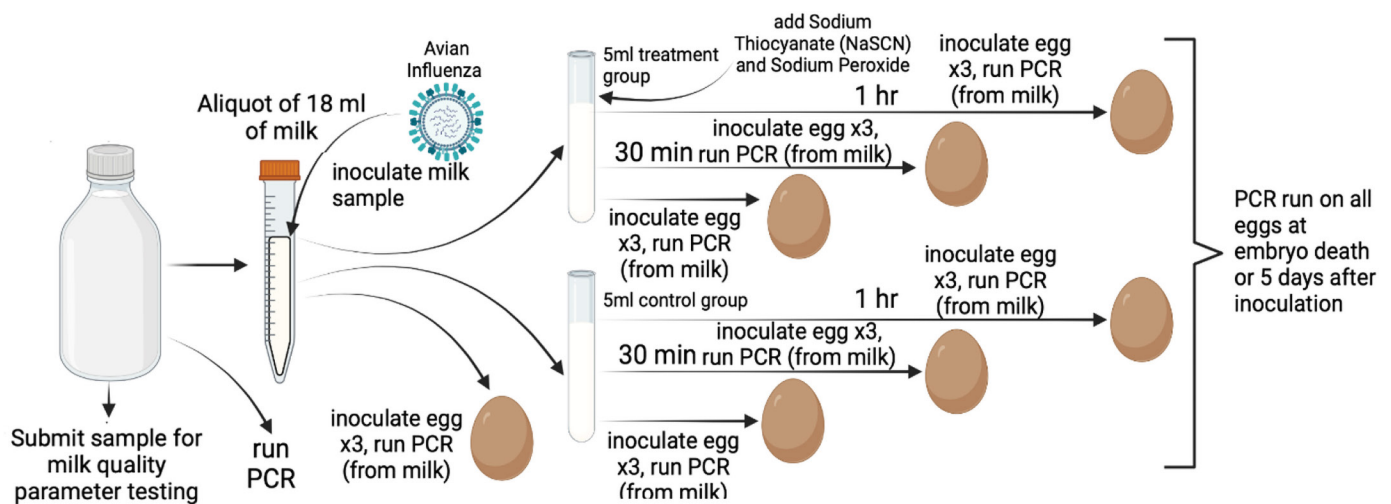 Avian
Influenza
Aliquot of 18 ml
of milk
inoculate milk
sample
Submit sample for
milk quality
parameter testing
run
PCR
inoculate egg
x3, run PCR
(from milk)
5ml treatment
group
add Sodium
Thiocyanate (NaSCN)
and Sodium Peroxide
1 hr
inoculate egg
x3, run PCR
(from milk)
30 min
inoculate egg x3,
run PCR (from milk)
inoculate egg
x3, run PCR
(from milk)
5ml control group
1 hr
inoculate egg
x3, run PCR
(from milk)
30 min
inoculate egg x3,
run PCR (from milk)
inoculate egg
x3, run PCR
(from milk)
PCR run on all
eggs at
embryo death
or 5 days after
inoculation